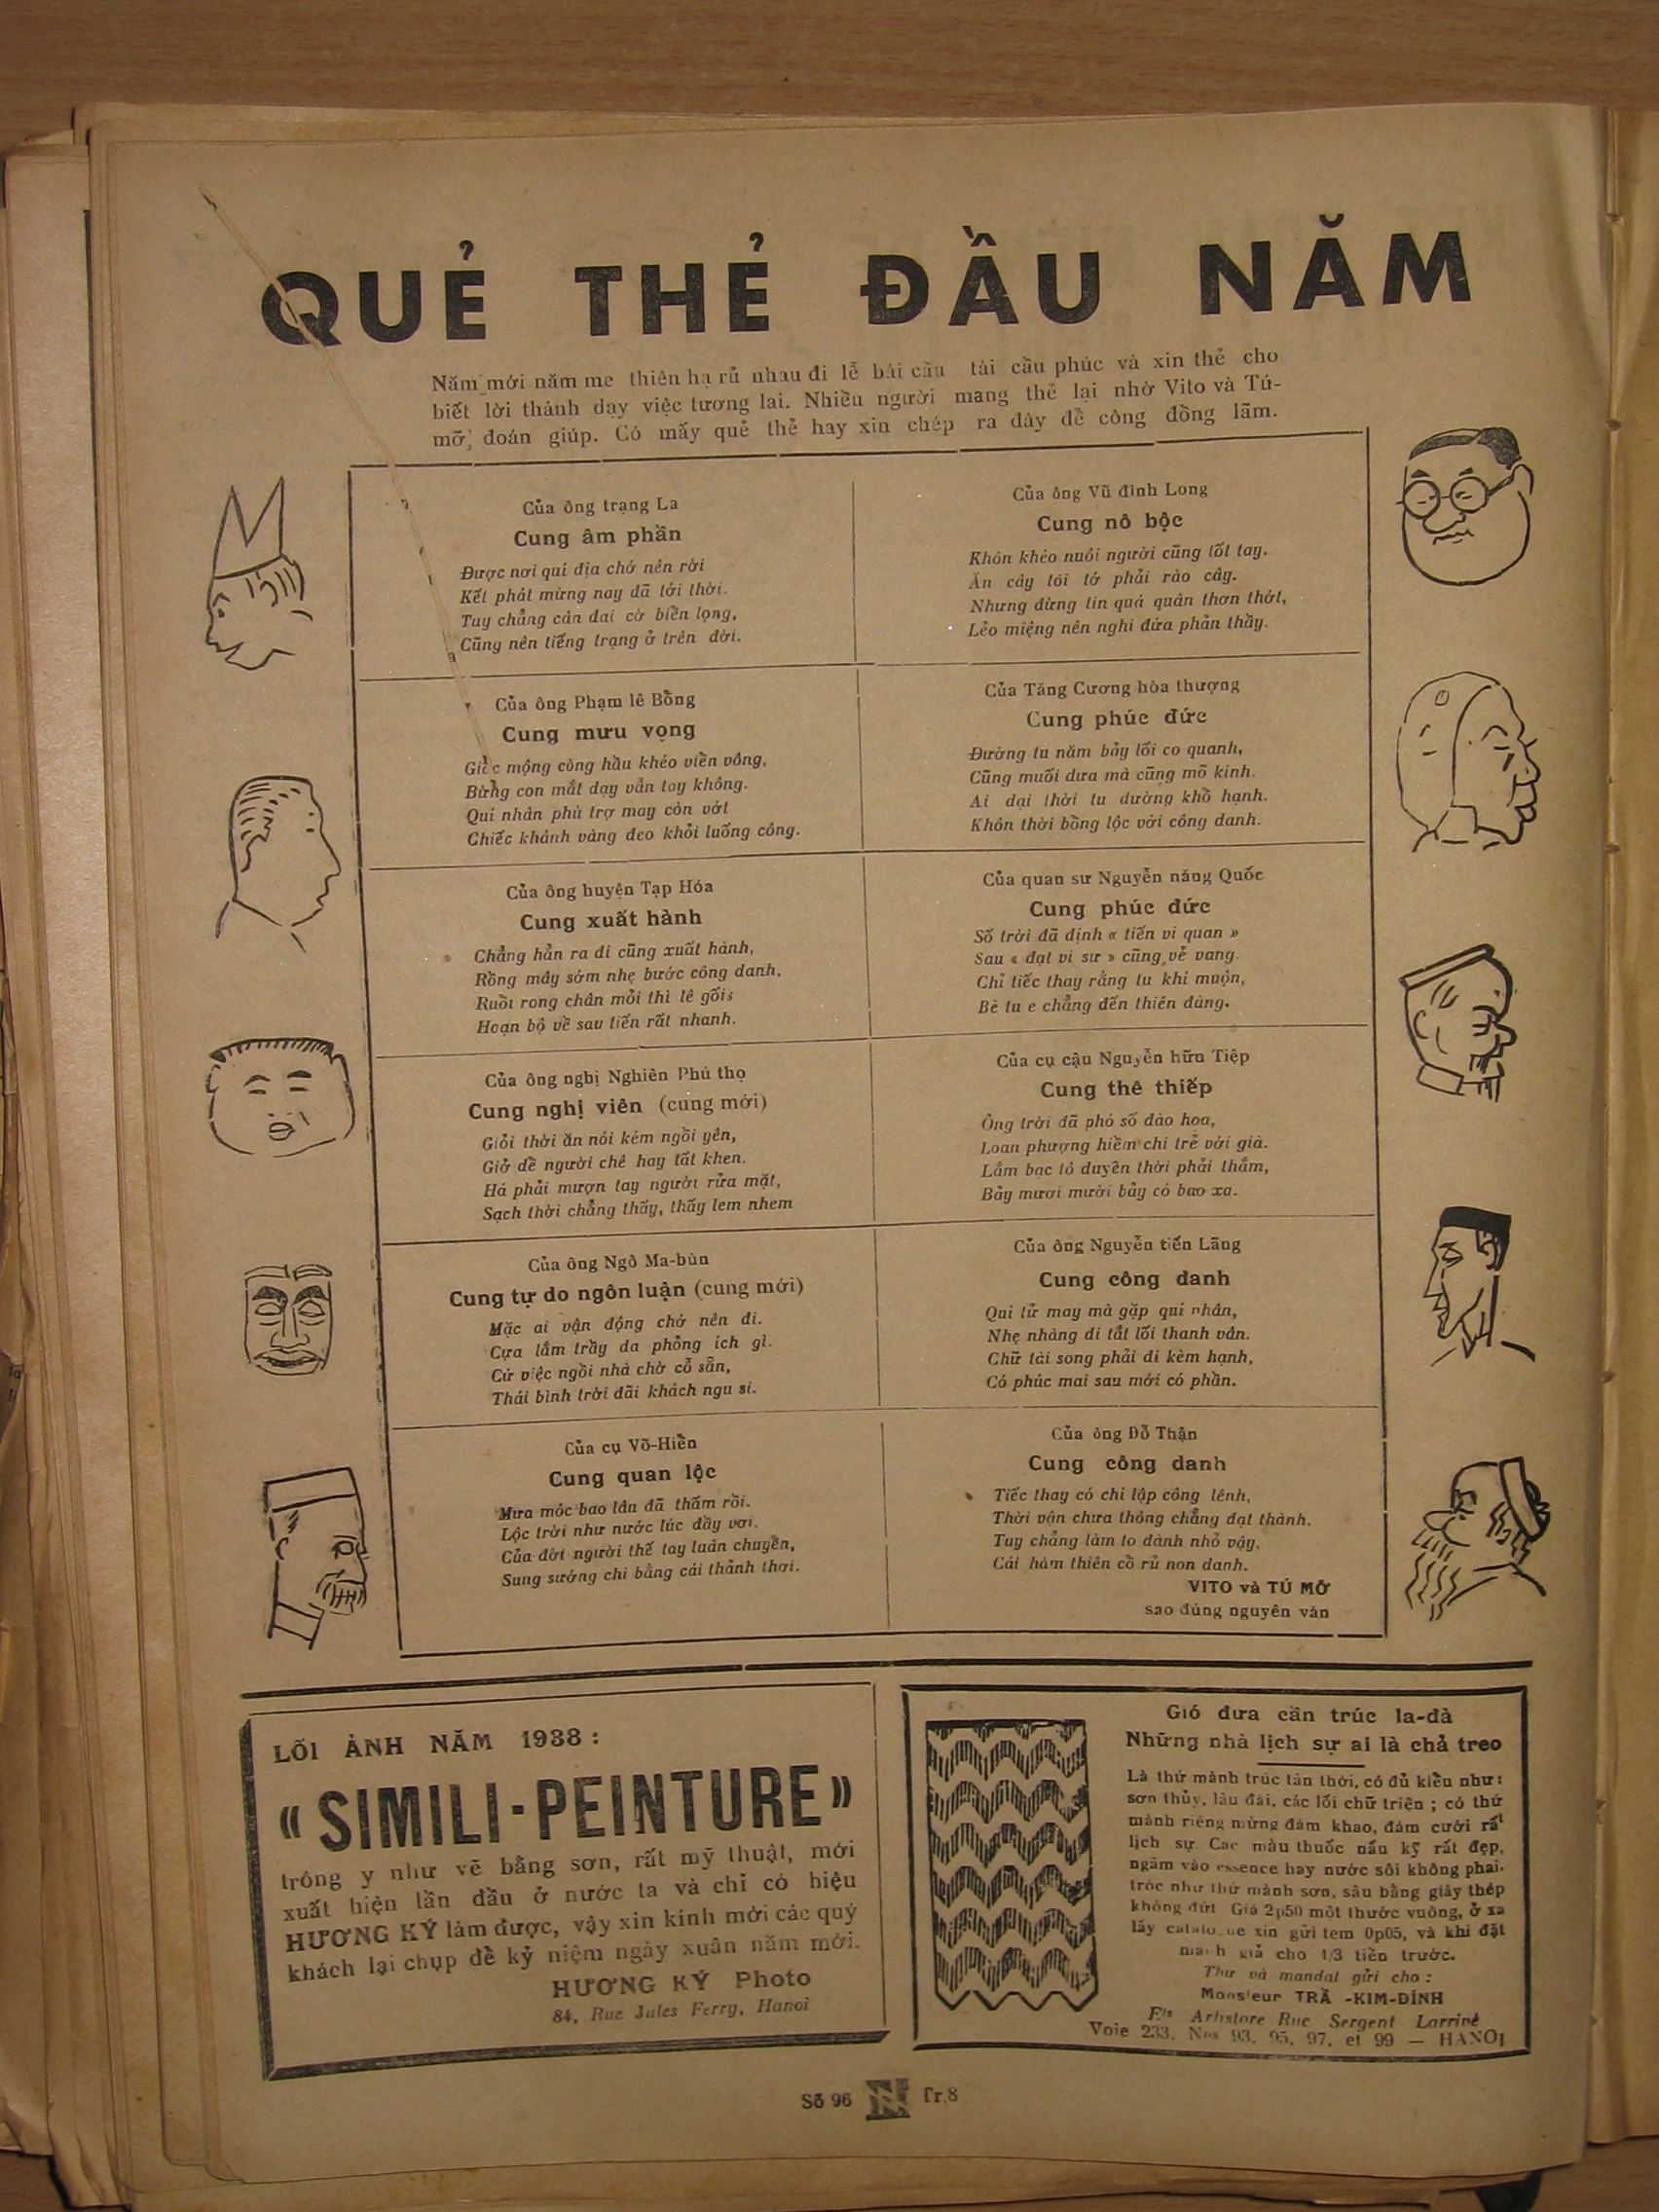 QUẺ THẺ ĐẦU NĂM
Năm mới năm me thiên hạ rủ nhau đi lễ bái cầu tài cầu phúc và xin thẻ cho
biết lời thánh dạy việc tương lai. Nhiều người mang thẻ lại nhờ Vito và Tú-
mỡ, đoán giúp. Có mấy quẻ thẻ hay xin chép ra dây để công đồng lãm.
Của ông trạng La
Cung âm phần
Được nơi qui địa chớ nên rời
Kết phát mừng nay đã tới thời.
Tuy chẳng cân đai cờ biển lọng,
Cũng nên tiếng trạng ở trên đời.
Của ông Phạm lê Bổng
Cung mưu vọng
Giấc mộng công hầu khéo viển vông,
Bừng con mắt dạy vẫn tay không.
Qui nhân phù trợ may còn vớt
Chiếc khánh vàng đeo khỏi luống công.
Của ông huyện Tạp Hóa
Cung xuất hành
Chẳng hẳn ra đi cũng xuất hành,
Rồng mây sớm nhẹ bước công danh,
Ruồi rong chân mỏi thì lê gối
Hoạn bộ về sau tiến rất nhanh.
Của ông nghị Nghiên Phú thọ
Cung nghị viên (cung mới)
Giỏi thời ăn nói kém ngồi yên,
Giở dề người chê hay tất khen.
Há phải mượn tay người rửa mặt,
Sạch thời chẳng thấy, thấy lem nhem
Của ông Ngô Ma-bùn
Cung tự do ngôn luận (cung mới)
Mặc ai vận động chớ nên đi.
Cựa lắm trầy da phỏng ích gì.
Cứ việc ngồi nhà chờ cỗ sẵn,
Thái bình trời đãi khách ngu si.
Của cụ Võ-Hiển
Cung quan lộc
Mưa móc bao lâu đã thấm rồi.
Lộc trời như nước lúc đầy vơi.
Của đời người thế tay luân chuyển,
Sung sướng chi bằng cái thảnh thơi.
Của ông Vũ đình Long
Cung nô bộc
Khôn khéo nuôi người cũng tốt tay.
Ăn cây tôi tớ phải rào cây.
Nhưng đừng tin quá quân thơn thớt,
Lẻo miệng nên nghi đứa phản thầy.
Của Tăng Cương hòa thượng
Cung phúc đức
Đường tu năm bảy lối co quanh,
Cũng muối dưa mà cũng mõ kinh.
Ai dại thời tu dường khổ hạnh.
Khôn thời bổng lộc với công danh.
Của quan sư Nguyễn năng Quốc
Cung phúc đức
Số trời đã định « tiến vi quan »
Sau « đạt vi sư » cũng vẻ vang.
Chỉ tiếc thay rằng tu khí muộn,
Bè tu e chẳng đến thiên dàng.
Của cụ cậu Nguyễn hữu Tiệp
Cung thê thiếp
Ông trời đã phó số đào hoa,
Loan phượng hiềm chi trẻ với già.
Lắm bạc tỏ duyên thời phải thắm,
Bảy mươi mười bảy có bao xa.
Của ông Nguyễn tiến Lãng
Cung công danh
Qui tử may mà gặp qui nhân,
Nhẹ nhàng đi tắt lối thanh vân.
Chữ tài song phải đi kèm hạnh,
Có phúc mai sau mới có phần.
Của ông Đỗ Thận
Cung công danh
Tiếc thay có chí lập công lênh,
Thời vận chưa thông chẳng đạt thành.
Tuy chẳng làm to dành nhỏ vậy,
Cái hàm thiên cổ rủ non danh.
VITO và TÚ MỠ
sao đúng nguyên văn
LỐI ẢNH NĂM 1938 :
« SIMILI-PEINTURE »
trông y như vẽ bằng sơn, rất mỹ thuật, mới
xuất hiện lần đầu ở nước ta và chỉ có hiệu
HƯƠNG KÝ làm được, vậy xin kính mời các quý
khách lại chụp để kỷ niệm ngày xuân năm mới.
HƯƠNG KÝ Photo
84, Rue Jules Ferry, Hanoi
Gió đưa cần trúc la-đà
Những nhà lịch sự ai là chả treo
Là thứ mành trúc tân thời, có đủ kiểu như:
sơn thủy, lâu đài, các lối chữ triện ; có thứ
mành riêng mừng đám khao, đám cưới rất
lịch sự. Các màu thuốc nấu kỹ rất đẹp,
ngâm vào essence hay nước sôi không phai.
tróc như thứ mành sơn, sâu bằng giây thép
không đứt Giá 2p50 một thước vuông, ở xa
lấy catalogue xin gửi tem 0p05, và khi đặt
mành giả cho 1/3 tiền trước.
Thư và mandat gửi cho :
Monsieur TRẦ -KIM-ĐỈNH
Ets Artistore Rue Sergent Larrivé
Voie 233. Nos 93, 95, 97, et 99 — HANOI
Số 96 Tr.8